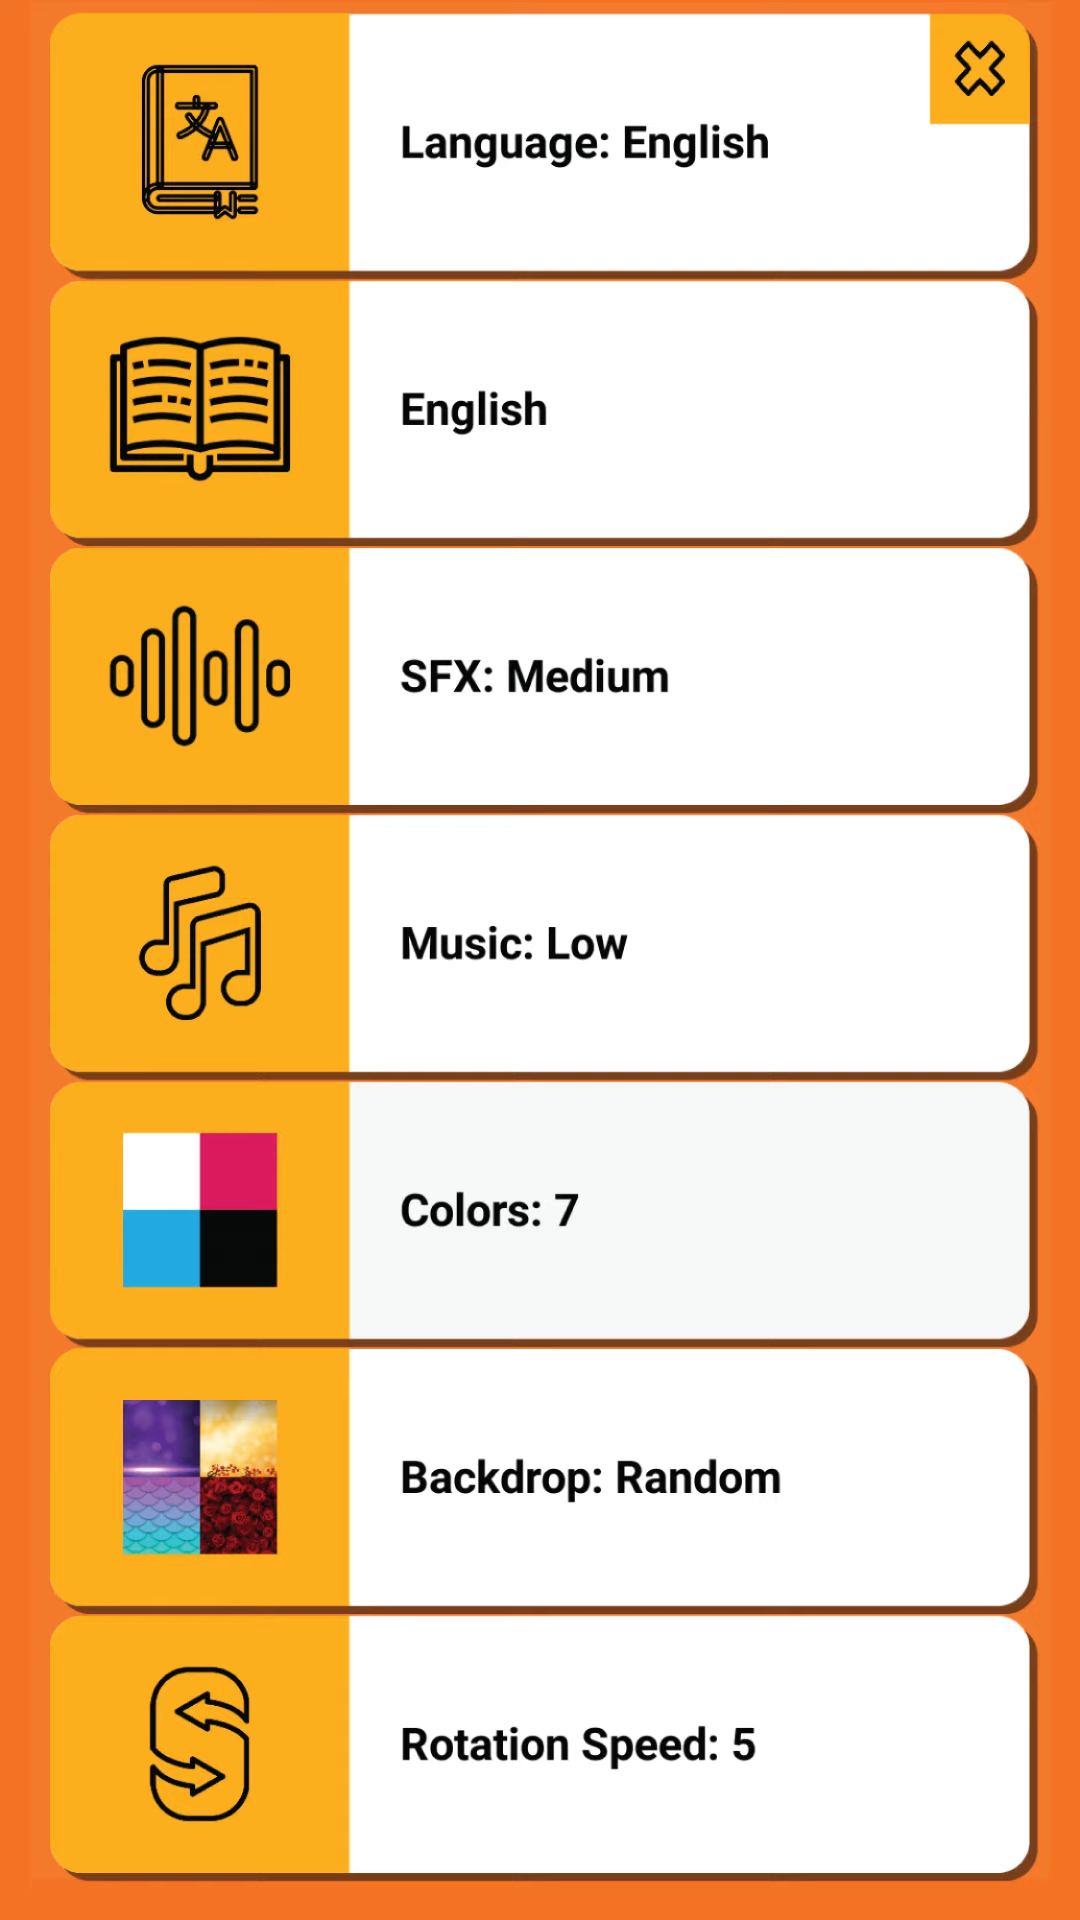 Language: English
English
SFX: Medium
Music: Low
Colors: 7
Backdrop: Random
Rotation Speed: 5